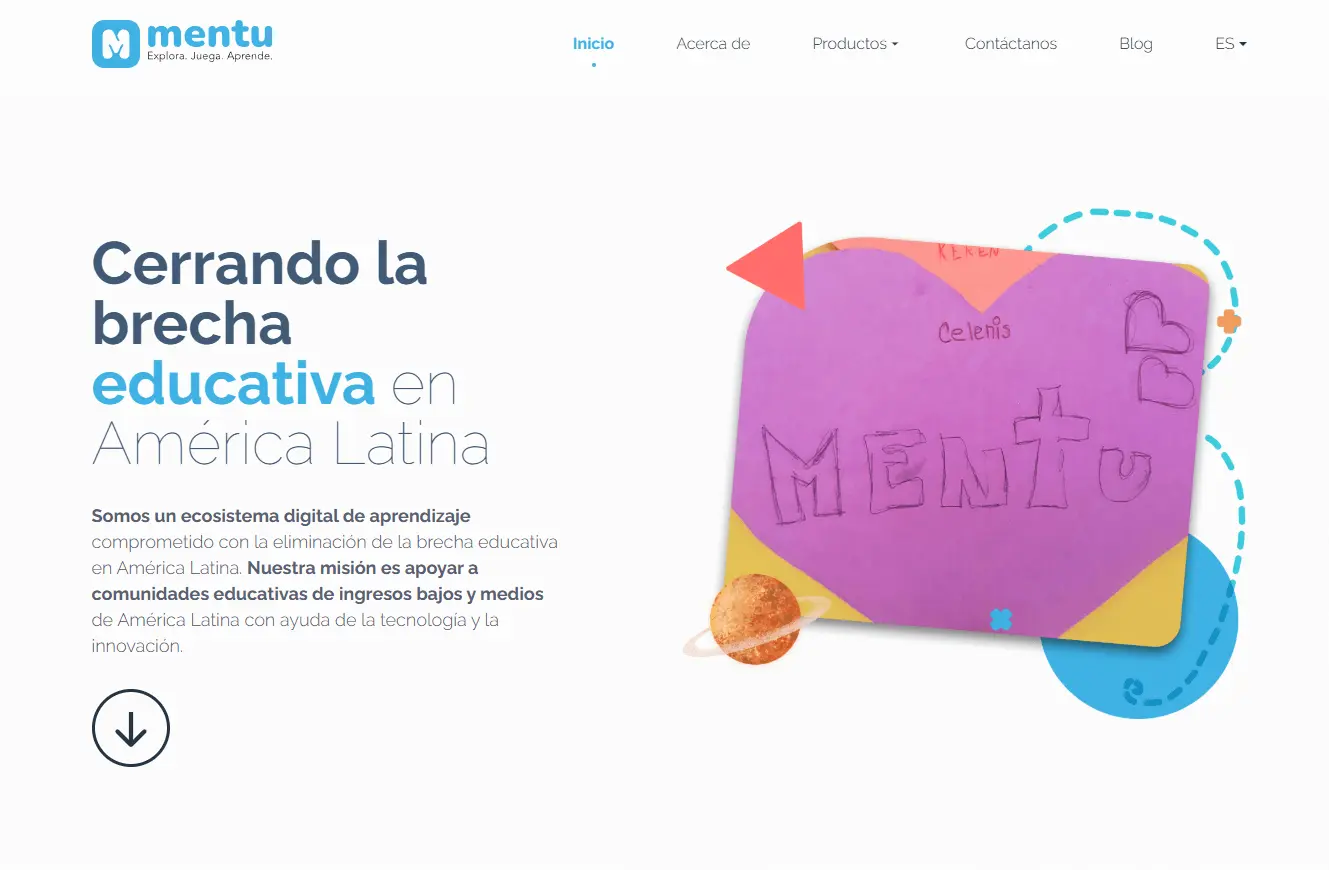 mentu
Explora. Juega. Aprende.
Inicio
Acerca de
Productos
Contáctanos
Blog
ES
Cerrando la
brecha
educativa en
América Latina
Somos un ecosistema digital de aprendizaje
comprometido con la eliminación de la brecha educativa
en América Latina. Nuestra misión es apoyar a
comunidades educativas de ingresos bajos y medios
de América Latina con ayuda de la tecnología y la
innovación.
KEREN
Celenis
MENTU